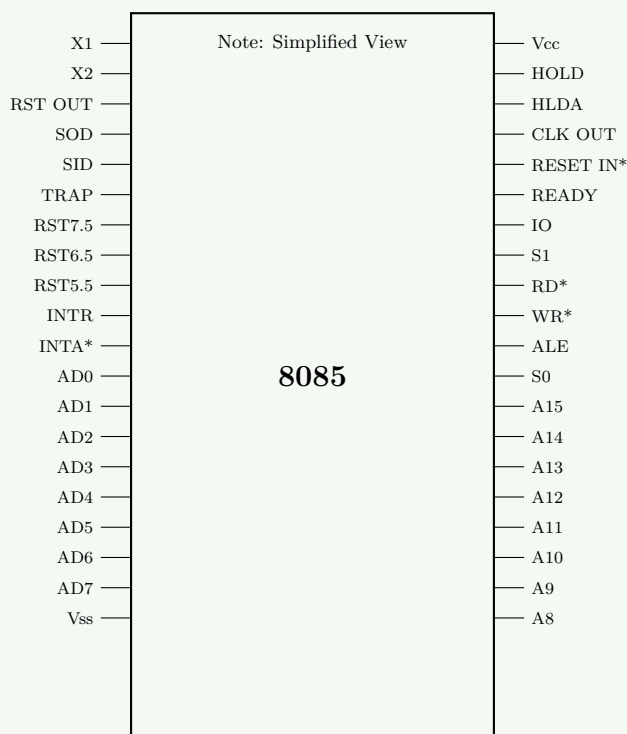 Note: Simplified View
X1
X2
RST OUT
SOD
SID
TRAP
RST7.5
RST6.5
RST5.5
INTR
INTA*
AD0
AD1
AD2
AD3
AD4
AD5
AD6
AD7
Vss
8085
Vcc
HOLD
HLDA
CLK OUT
RESET IN*
READY
IO
S1
RD*
WR*
ALE
S0
A15
A14
A13
A12
A11
A10
A9
A8